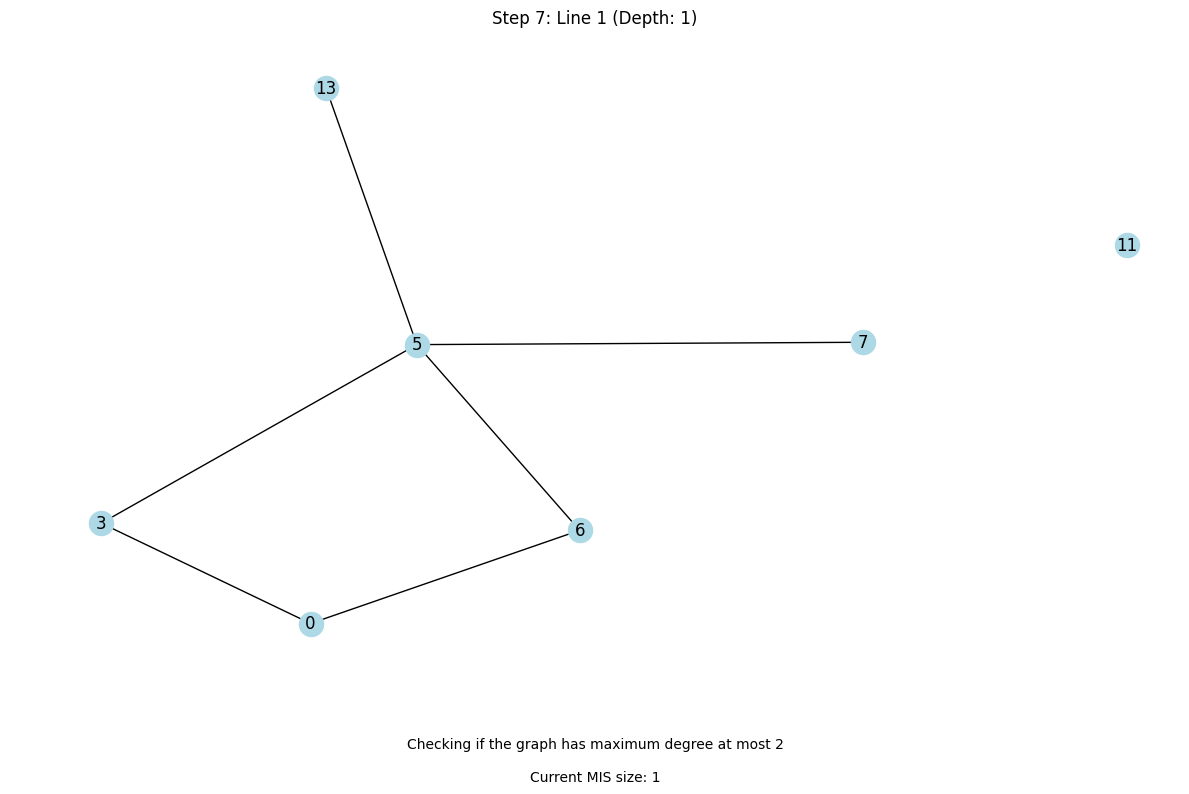 Step 7: Line 1 (Depth: 1)
13
11
5
7
3
6
0
Checking if the graph has maximum degree at most 2
Current MIS size: 1